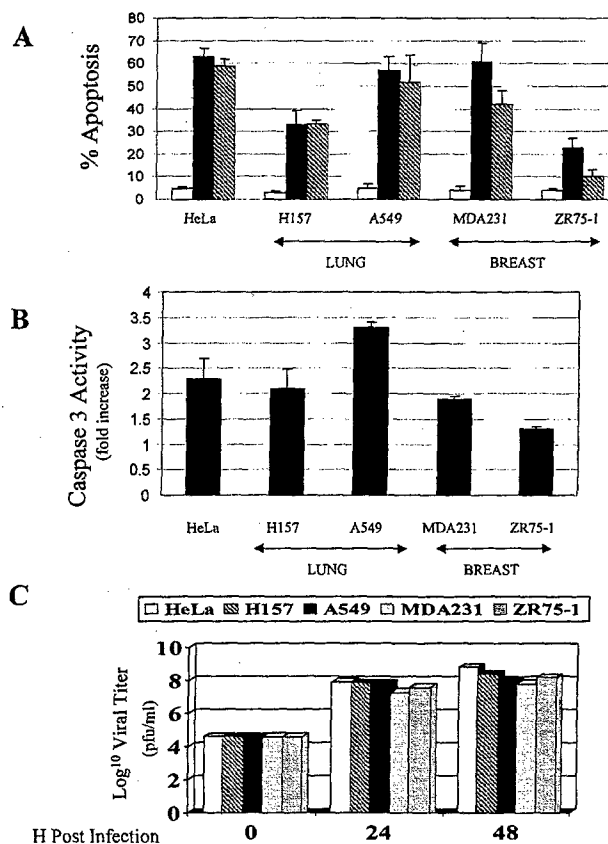 A
% Apoptosis
80
70
60
50
40
30
20
10
0
HeLa H157 A549 MDA231 ZR75-1
LUNG BREAST
B
Caspase 3 Activity
(fold increase)
4
3.5
3
2.5
2
1.5
1
0.5
0
HeLa H157 A549 MDA231 ZR75-1
LUNG BREAST
C
HeLa H157 A549 MDA231 ZR75-1
Log10 Viral Titer
(pfu/ml)
10
8
6
4
2
0
H Post Infection 0 24 48